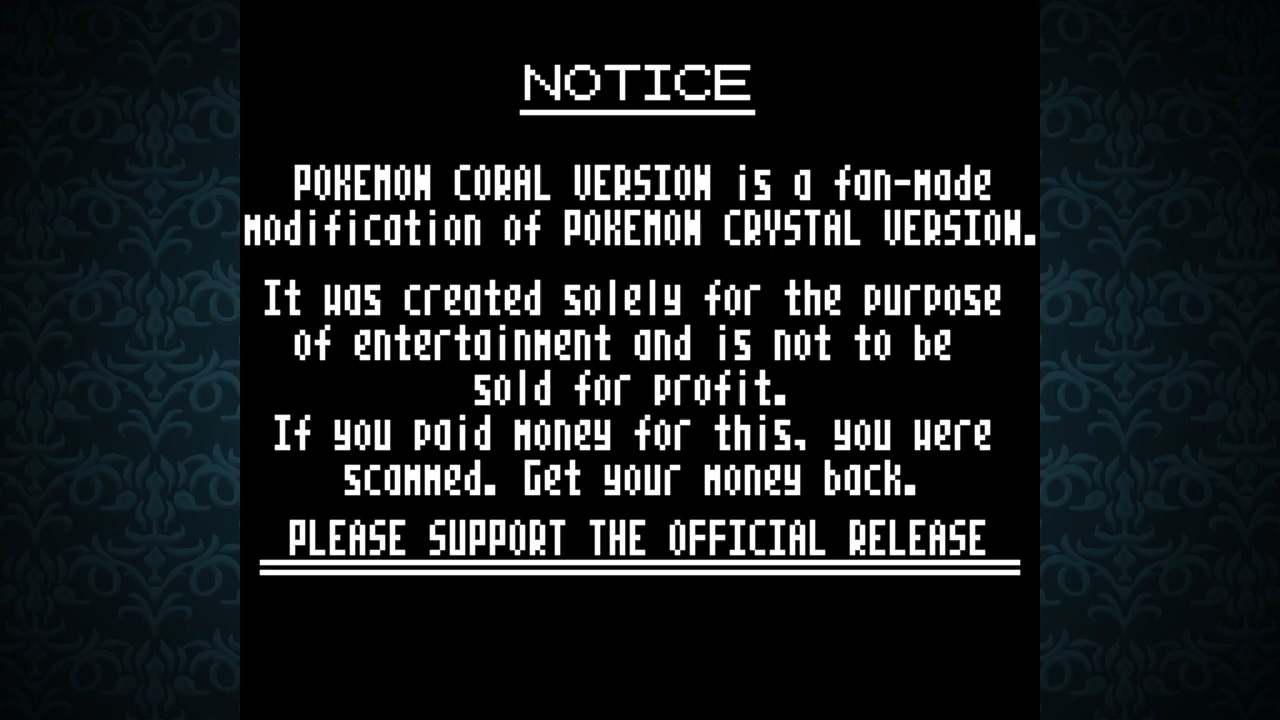 NOTICE
POKEMON CORAL VERSION is a fan-made
modification of POKEMON CRYSTAL VERSION.
It was created solely for the purpose
of entertainment and is not to be
sold for profit.
If you paid money for this, you were
scammed. Get your money back.
PLEASE SUPPORT THE OFFICIAL RELEASE